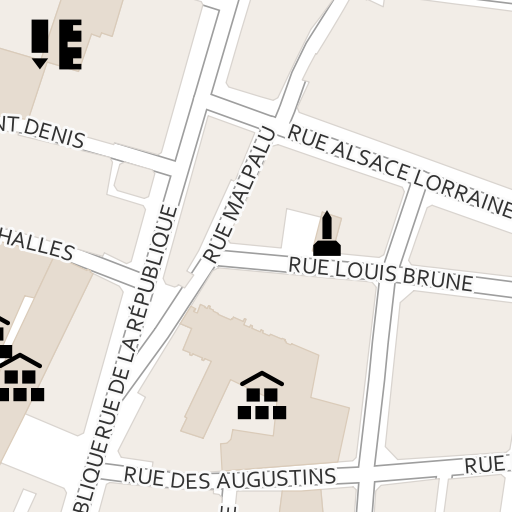 NT DENIS
RUE ALSACE LORRAINE
RUE MALPALU
HALLES
RUE LOUIS BRUNE
RUE DE LA RÉPUBLIQUE
BLIQUE
RUE DES AUGUSTINS
RUE
E